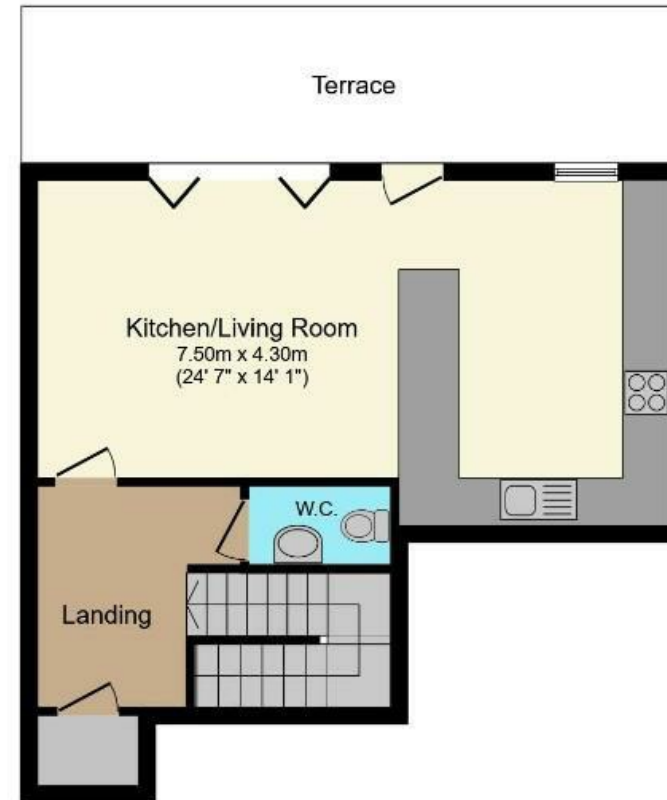 Terrace
Kitchen/Living Room
7.50m x 4.30m
(24' 7" x 14' 1")
W.C.
Landing